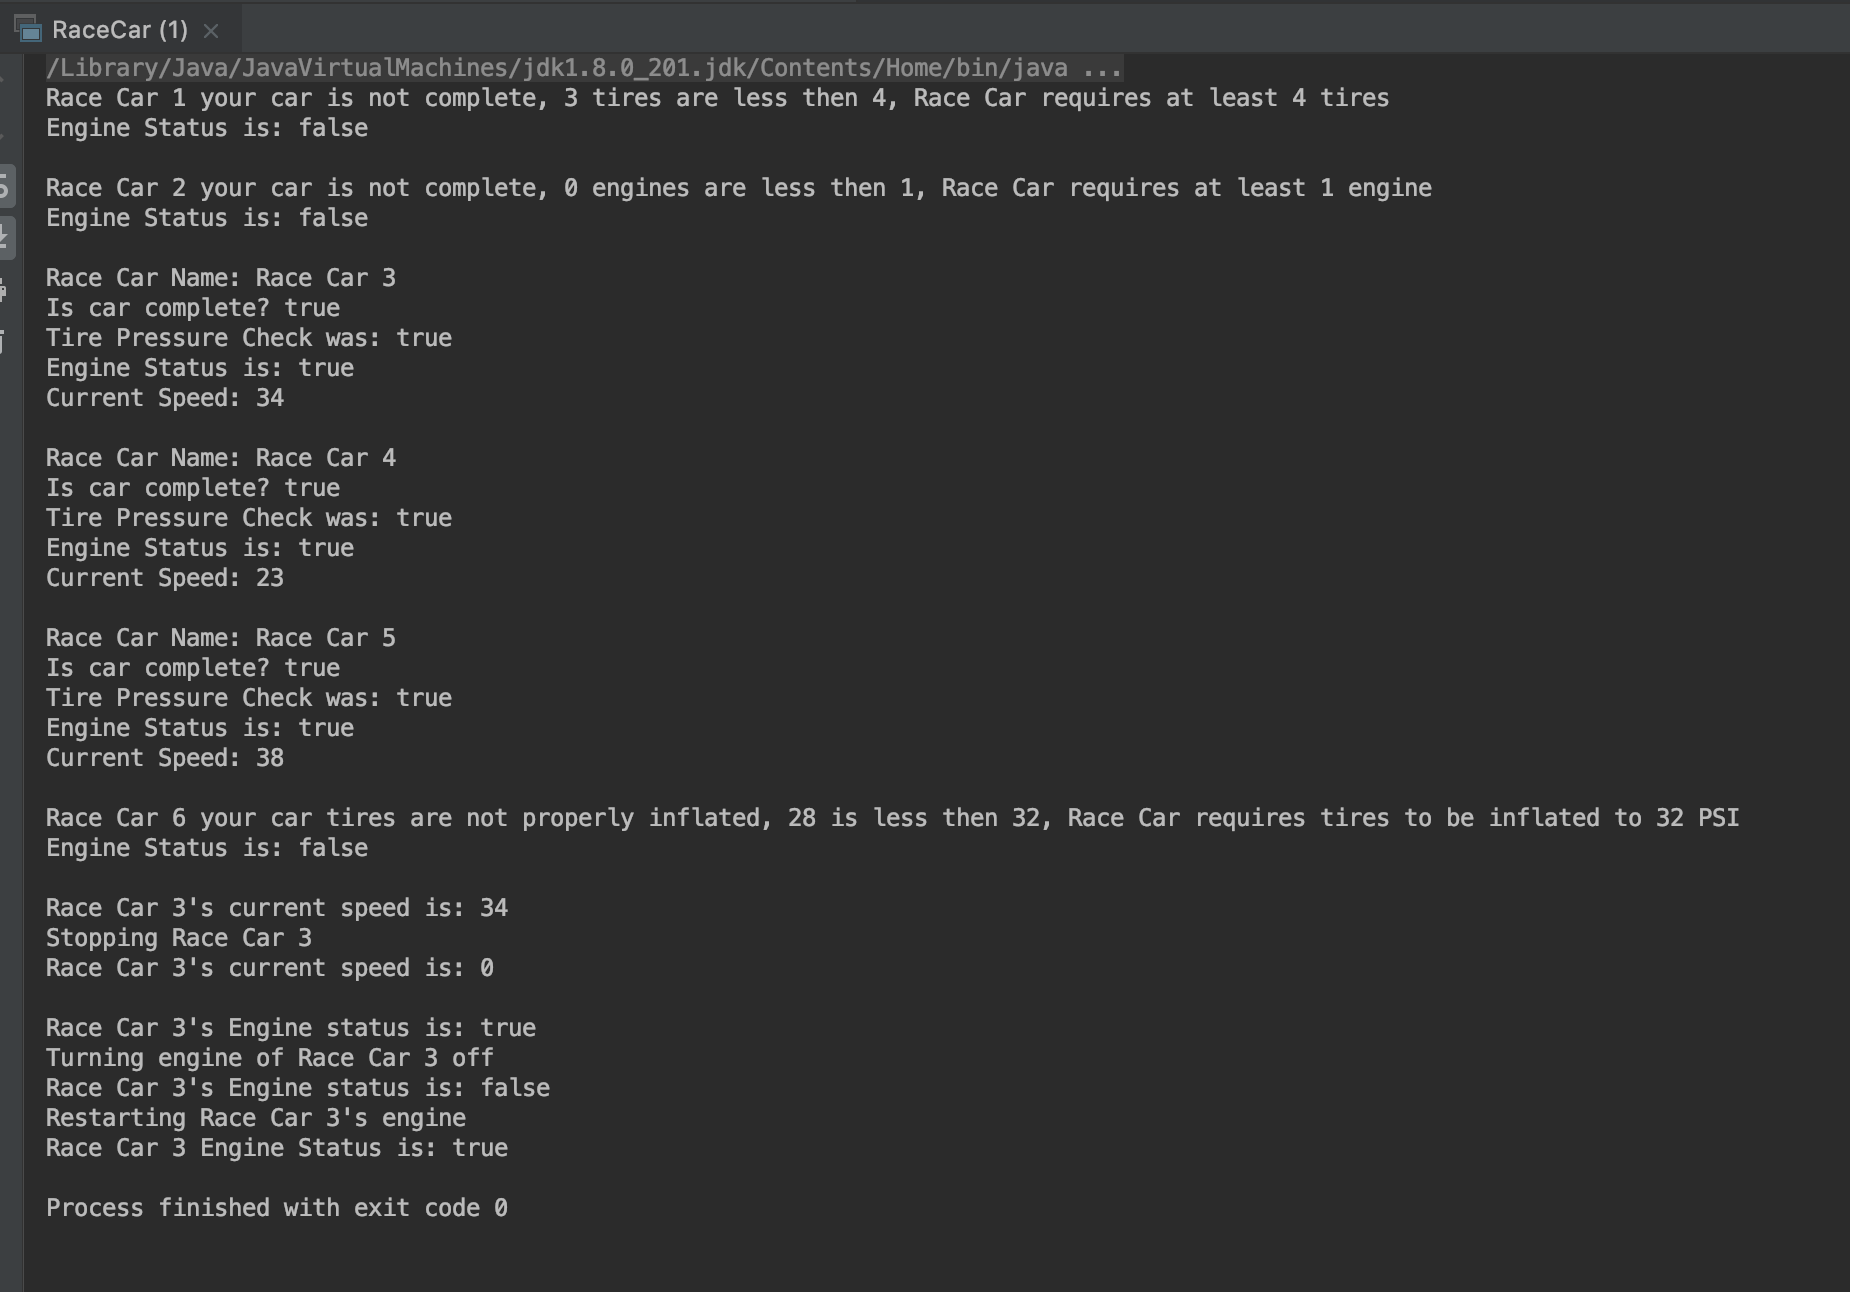 RaceCar (1)
/Library/Java/JavaVirtualMachines/jdk1.8.0_201.jdk/Contents/Home/bin/java ...
Race Car 1 your car is not complete, 3 tires are less then 4, Race Car requires at least 4 tires
Engine Status is: false
Race Car 2 your car is not complete, 0 engines are less then 1, Race Car requires at least 1 engine
Engine Status is: false
Race Car Name: Race Car 3
Is car complete? true
Tire Pressure Check was: true
Engine Status is: true
Current Speed: 34
Race Car Name: Race Car 4
Is car complete? true
Tire Pressure Check was: true
Engine Status is: true
Current Speed: 23
Race Car Name: Race Car 5
Is car complete? true
Tire Pressure Check was: true
Engine Status is: true
Current Speed: 38
Race Car 6 your car tires are not properly inflated, 28 is less then 32, Race Car requires tires to be inflated to 32 PSI
Engine Status is: false
Race Car 3's current speed is: 34
Stopping Race Car 3
Race Car 3's current speed is: 0
Race Car 3's Engine status is: true
Turning engine of Race Car 3 off
Race Car 3's Engine status is: false
Restarting Race Car 3's engine
Race Car 3 Engine Status is: true
Process finished with exit code 0